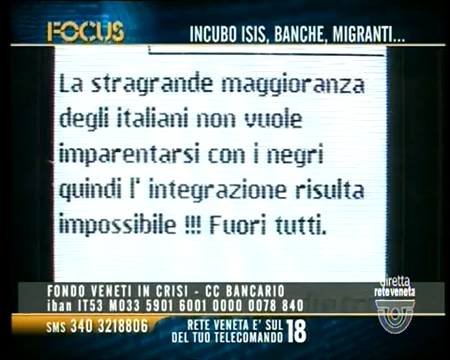 FOCUS
INCUBO ISIS, BANCHE, MIGRANTI...
La stragrande maggioranza
degli italiani non vuole
imparentarsi con i negri
quindi l' integrazione risulta
impossibile !!! Fuori tutti.
diretta
reteveneta
FONDO VENETI IN CRISI - CC BANCARIO
iban IT53 M033 5901 6001 0000 0078 840
SMS 340 3218806
RETE VENETA E' SUL
DEL TUO TELECOMANDO 18